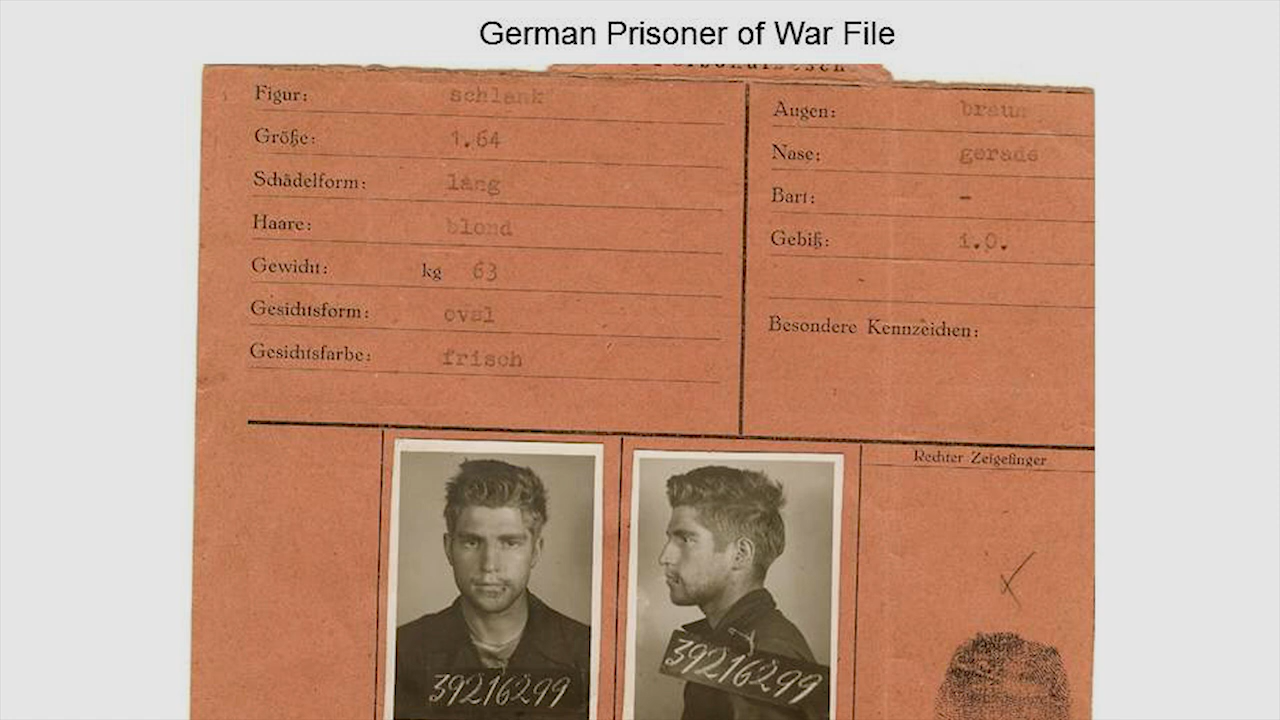 German Prisoner of War File
Figur: schlank
Größe: 1.64
Schädelform: lang
Haare: blond
Gewicht: kg 63
Gesichtsform: oval
Gesichtsfarbe: frisch
Augen: braun
Nase: gerade
Bart: -
Gebiß: i.O.
-
Besondere Kennzeichen:
Rechter Zeigefinger
39216299
39216299